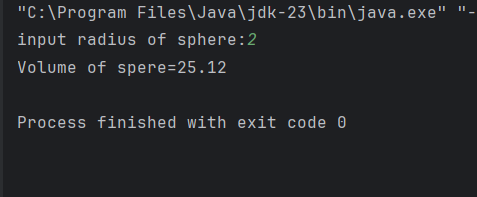 "C:\Program Files\Java\jdk-23\bin\java.exe" "-
input radius of sphere:2
Volume of spere=25.12
Process finished with exit code 0